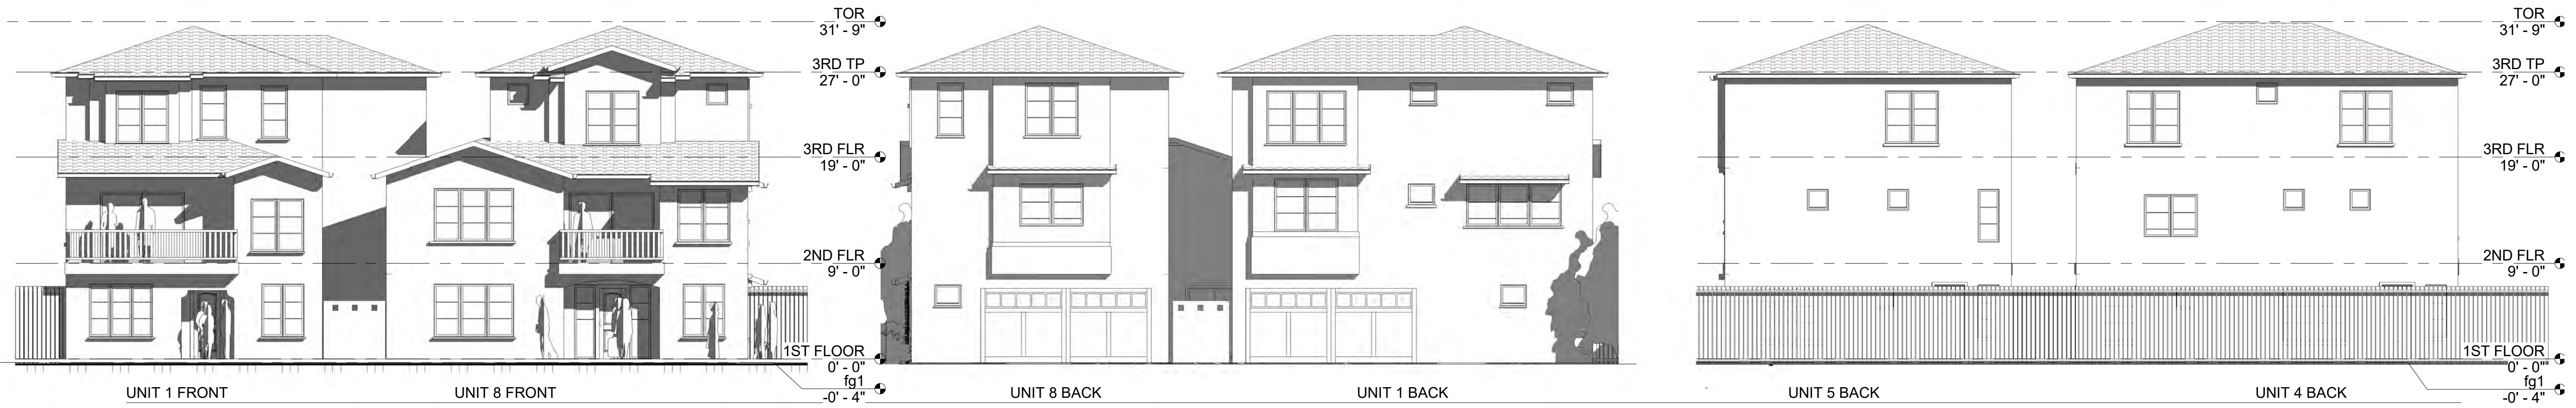 TOR
31' - 9"
3RD TP
27' - 0"
3RD FLR
19' - 0"
2ND FLR
9' - 0"
1ST FLOOR
0' - 0"
fg1
-0' - 4"
UNIT 1 FRONT
UNIT 8 FRONT
UNIT 8 BACK
UNIT 1 BACK
TOR
31' - 9"
3RD TP
27' - 0"
3RD FLR
19' - 0"
2ND FLR
9' - 0"
1ST FLOOR
0' - 0"
fg1
-0' - 4"
UNIT 5 BACK
UNIT 4 BACK